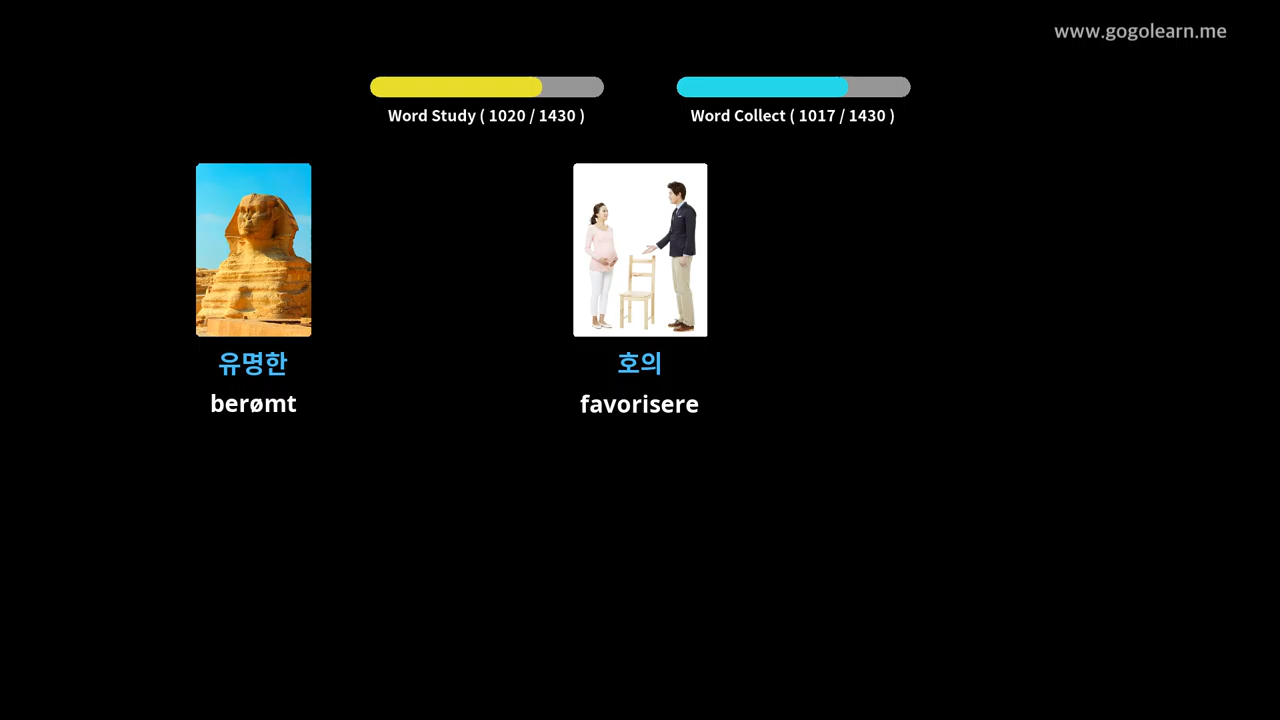 www.gogolearn.me
Word Study ( 1020 / 1430 )
Word Collect ( 1017 / 1430 )
유명한
berømt
호의
favorisere